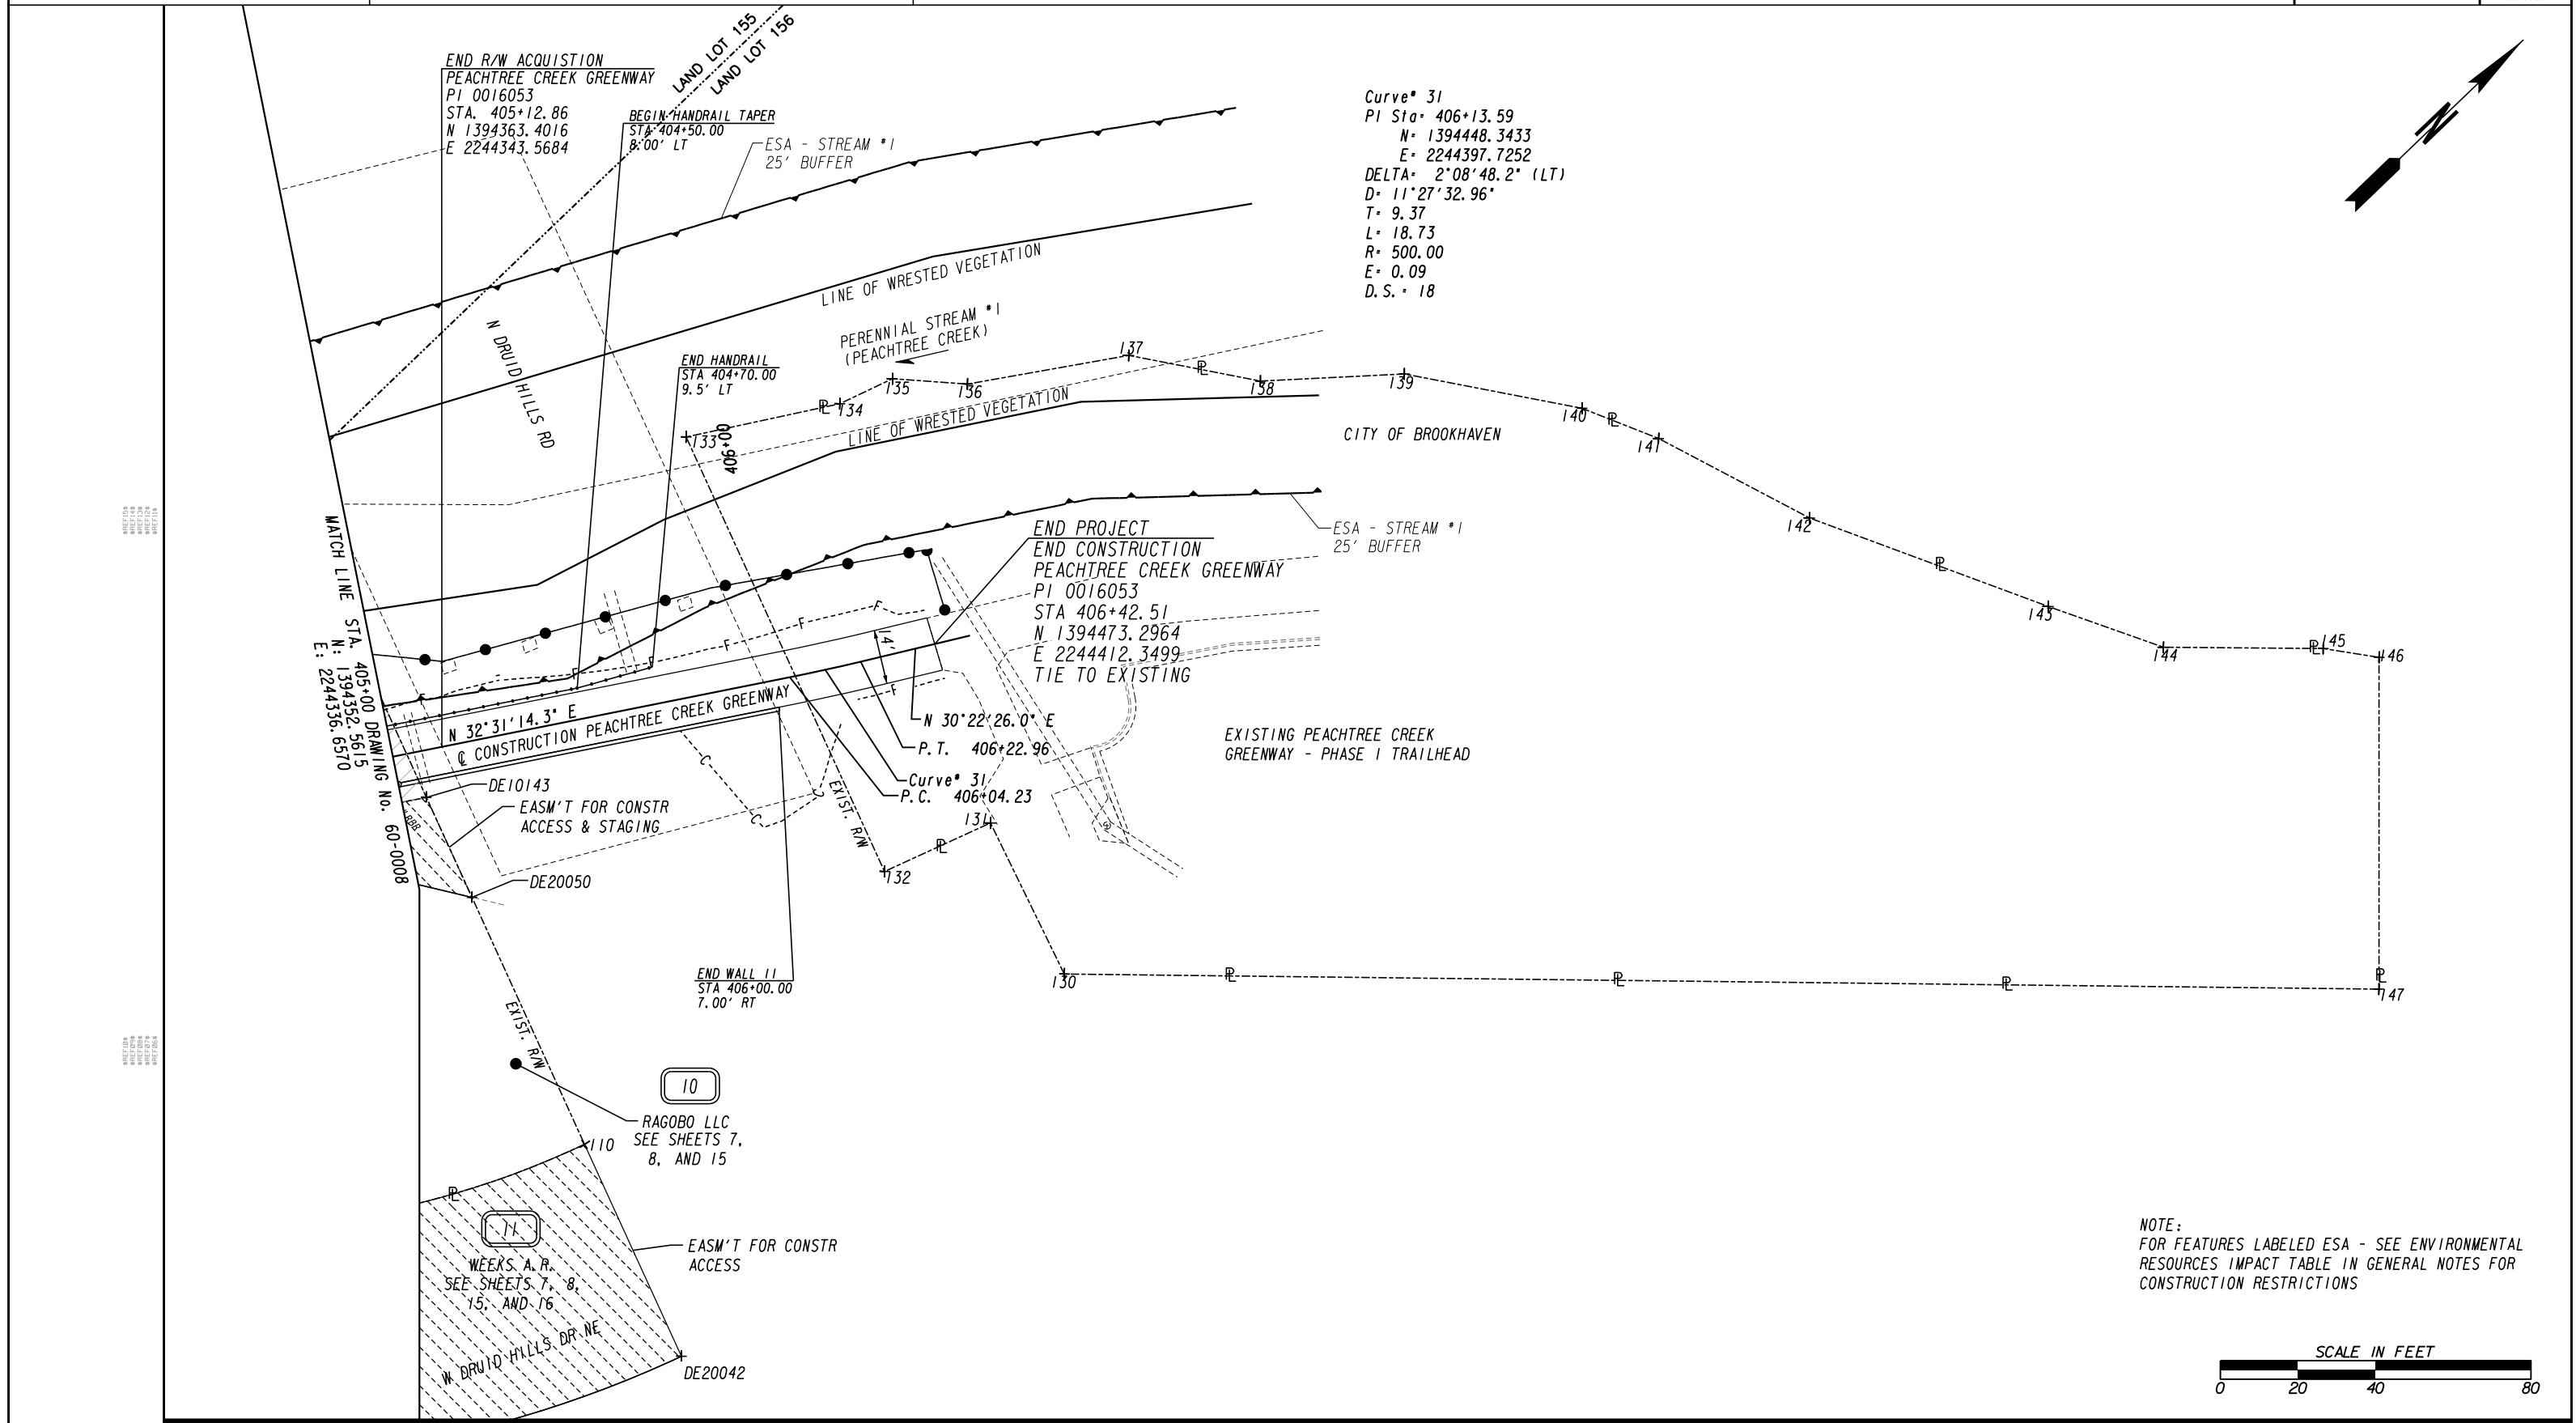 LAND LOT 155
LAND LOT 156
END R/W ACQUISTION
PEACHTREE CREEK GREENWAY
PI 0016053
STA. 405+12.86
N 1394363.4016
E 2244343.5684
BEGIN HANDRAIL TAPER
STA 404+50.00
8.00' LT
ESA - STREAM #1
25' BUFFER
Curve# 31
PI Sta= 406+13.59
N= 1394448.3433
E= 2244397.7252
DELTA= 2°08'48.2" (LT)
D= 11°27'32.96"
T= 9.37
L= 18.73
R= 500.00
E= 0.09
D.S.= 18
N
LINE OF WRESTED VEGETATION
N DRUID HILLS RD
PERENNIAL STREAM #1
(PEACHTREE CREEK)
END HANDRAIL
STA 404+70.00
9.5' LT
133
134
135
136
137
138
139
140
141
142
143
144
145
146
147
406+00
LINE OF WRESTED VEGETATION
CITY OF BROOKHAVEN
ESA - STREAM #1
25' BUFFER
END PROJECT
END CONSTRUCTION
PEACHTREE CREEK GREENWAY
PI 0016053
STA 406+42.51
N 1394473.2964
E 2244412.3499
TIE TO EXISTING
MATCH LINE STA. 405+00 DRAWING No. 60-0008
N: 1394352.5615
E: 2244336.6570
14'
N 32°31'14.3" E
℄ CONSTRUCTION PEACHTREE CREEK GREENWAY
N 30°22'26.0" E
P.T. 406+22.96
Curve# 31
P.C. 406+04.23
EXISTING PEACHTREE CREEK
GREENWAY - PHASE 1 TRAILHEAD
DE10143
EASM'T FOR CONSTR
ACCESS & STAGING
EXIST. R/W
131
132
DE20050
130
END WALL 11
STA 406+00.00
7.00' RT
EXIST. R/W
10
RAGOBO LLC
SEE SHEETS 7,
8, AND 15
110
11
WEEKS A.R.
SEE SHEETS 7, 8,
15, AND 16
EASM'T FOR CONSTR
ACCESS
W DRUID HILLS DR NE
DE20042
NOTE:
FOR FEATURES LABELED ESA - SEE ENVIRONMENTAL
RESOURCES IMPACT TABLE IN GENERAL NOTES FOR
CONSTRUCTION RESTRICTIONS
SCALE IN FEET
0 20 40 80